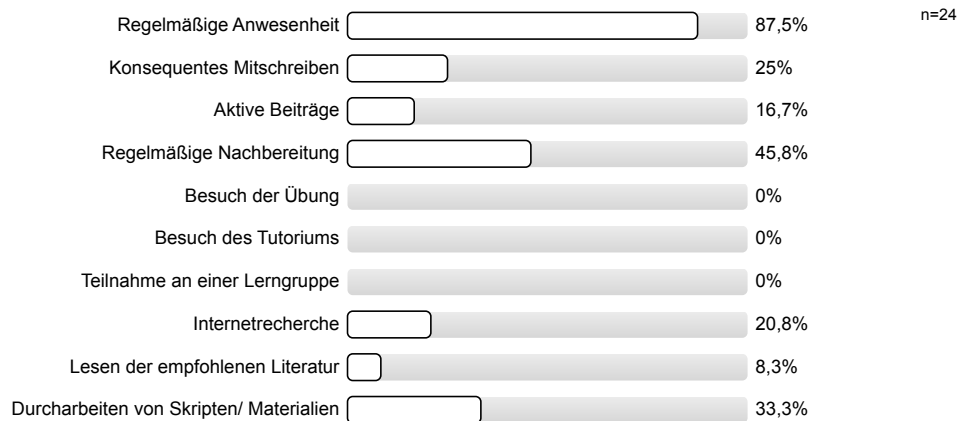 Regelmäßige Anwesenheit 87,5% n=24
Konsequentes Mitschreiben 25%
Aktive Beiträge 16,7%
Regelmäßige Nachbereitung 45,8%
Besuch der Übung 0%
Besuch des Tutoriums 0%
Teilnahme an einer Lerngruppe 0%
Internetrecherche 20,8%
Lesen der empfohlenen Literatur 8,3%
Durcharbeiten von Skripten/ Materialien 33,3%